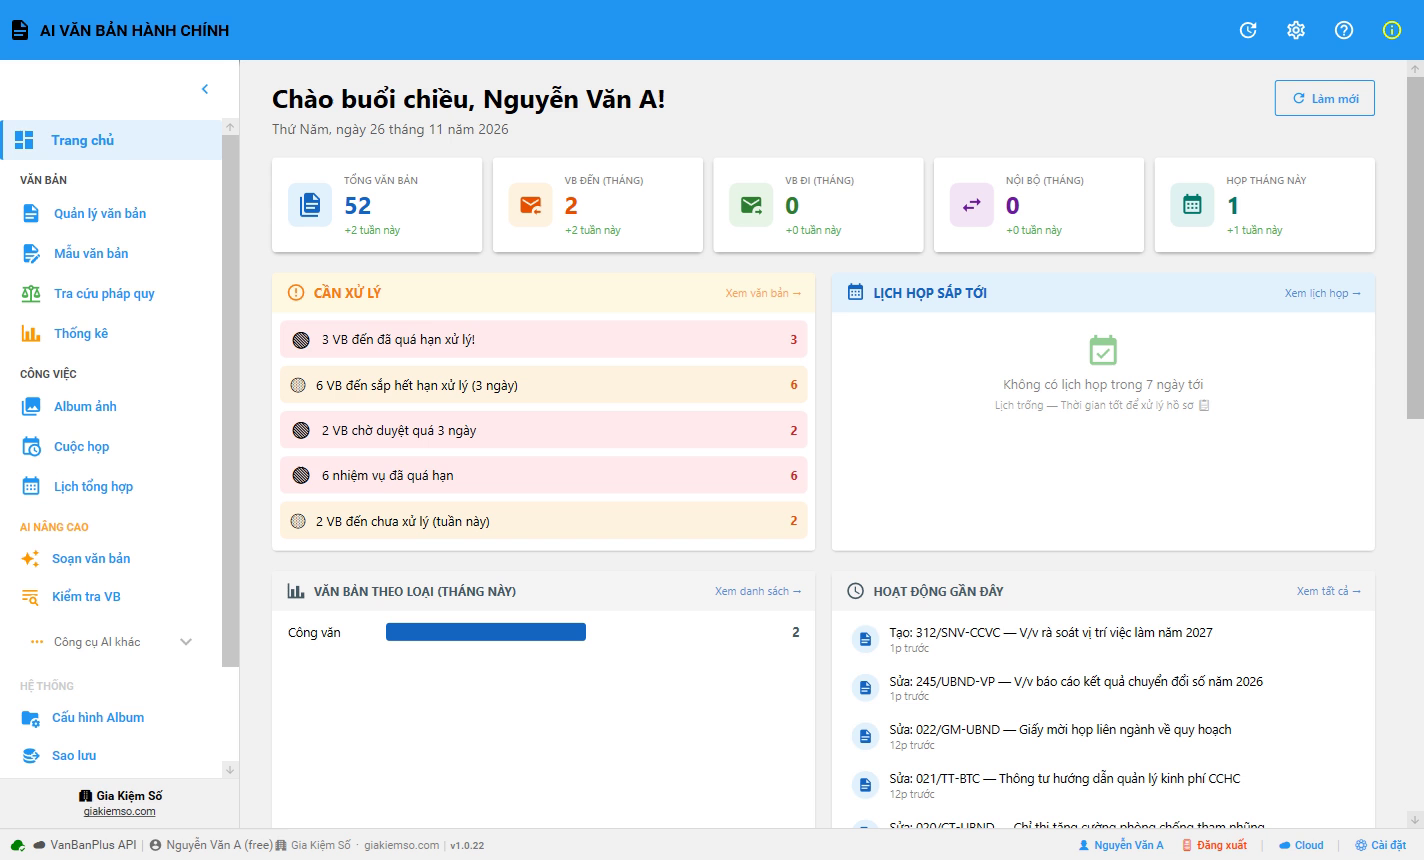 AI VĂN BẢN HÀNH CHÍNH
Trang chủ
VĂN BẢN
Quản lý văn bản
Mẫu văn bản
Tra cứu pháp quy
Thống kê
CÔNG VIỆC
Album ảnh
Cuộc họp
Lịch tổng hợp
AI NÂNG CAO
Soạn văn bản
Kiểm tra VB
Công cụ AI khác
HỆ THỐNG
Cấu hình Album
Sao lưu
Gia Kiệm Số
giakiemso.com
Chào buổi chiều, Nguyễn Văn A!
Thứ Năm, ngày 26 tháng 11 năm 2026
Làm mới
TỔNG VĂN BẢN
52
+2 tuần này
VB ĐẾN (THÁNG)
2
+2 tuần này
VB ĐI (THÁNG)
0
+0 tuần này
NỘI BỘ (THÁNG)
0
+0 tuần này
HỌP THÁNG NÀY
1
+1 tuần này
CẦN XỬ LÝ
Xem văn bản →
3 VB đến đã quá hạn xử lý! 3
6 VB đến sắp hết hạn xử lý (3 ngày) 6
2 VB chờ duyệt quá 3 ngày 2
6 nhiệm vụ đã quá hạn 6
2 VB đến chưa xử lý (tuần này) 2
LỊCH HỌP SẮP TỚI
Xem lịch họp →
Không có lịch họp trong 7 ngày tới
Lịch trống — Thời gian tốt để xử lý hồ sơ
VĂN BẢN THEO LOẠI (THÁNG NÀY)
Xem danh sách →
Công văn 2
HOẠT ĐỘNG GẦN ĐÂY
Xem tất cả →
Tạo: 312/SNV-CCVC — V/v rà soát vị trí việc làm năm 2027
1p trước
Sửa: 245/UBND-VP — V/v báo cáo kết quả chuyển đổi số năm 2026
1p trước
Sửa: 022/GM-UBND — Giấy mời họp liên ngành về quy hoạch
12p trước
Sửa: 021/TT-BTC — Thông tư hướng dẫn quản lý kinh phí CCHC
12p trước
Sửa: 020/CT-UBND — Chỉ thị tăng cường phòng chống tham nhũng
VanBanPlus API | Nguyễn Văn A (free) Gia Kiệm Số · giakiemso.com | v1.0.22
Nguyễn Văn A
Đăng xuất
|
Cloud
|
Cài đặt